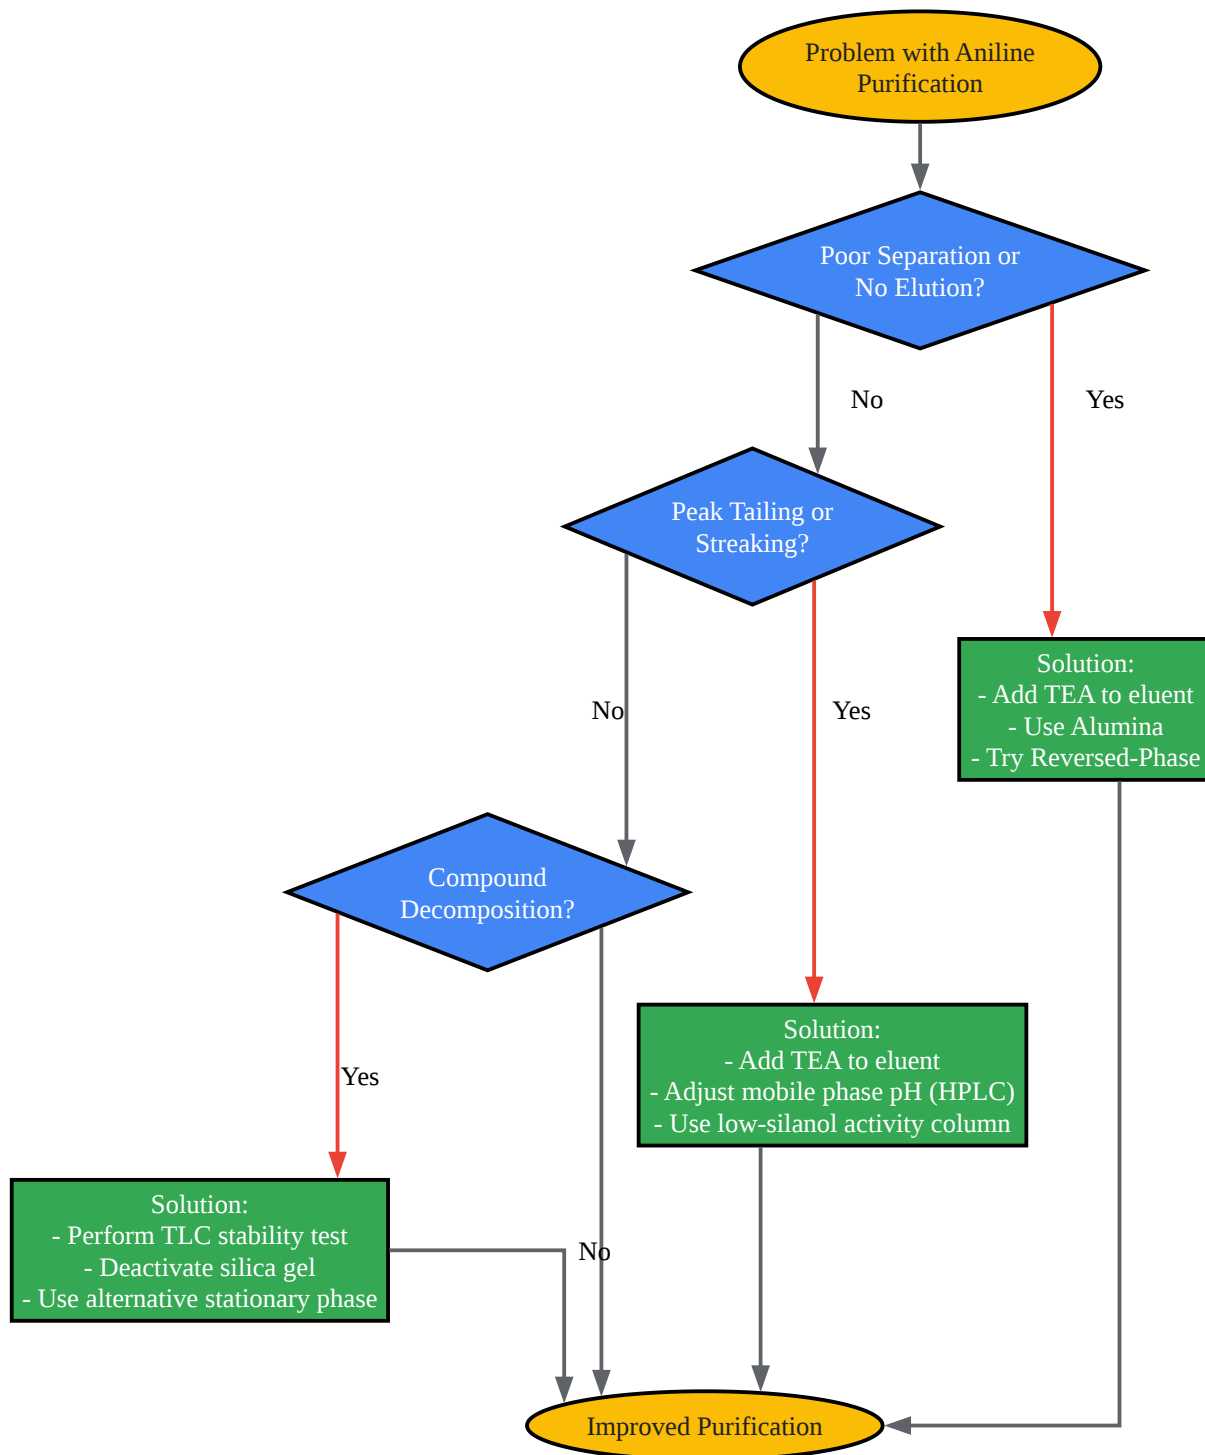 Problem with Aniline
Purification
Poor Separation or
No Elution?
No
Yes
Peak Tailing or
Streaking?
No
Yes
Solution:
- Add TEA to eluent
- Use Alumina
- Try Reversed-Phase
Compound
Decomposition?
Yes
Solution:
- Add TEA to eluent
- Adjust mobile phase pH (HPLC)
- Use low-silanol activity column
Solution:
- Perform TLC stability test
- Deactivate silica gel
- Use alternative stationary phase
No
Improved Purification